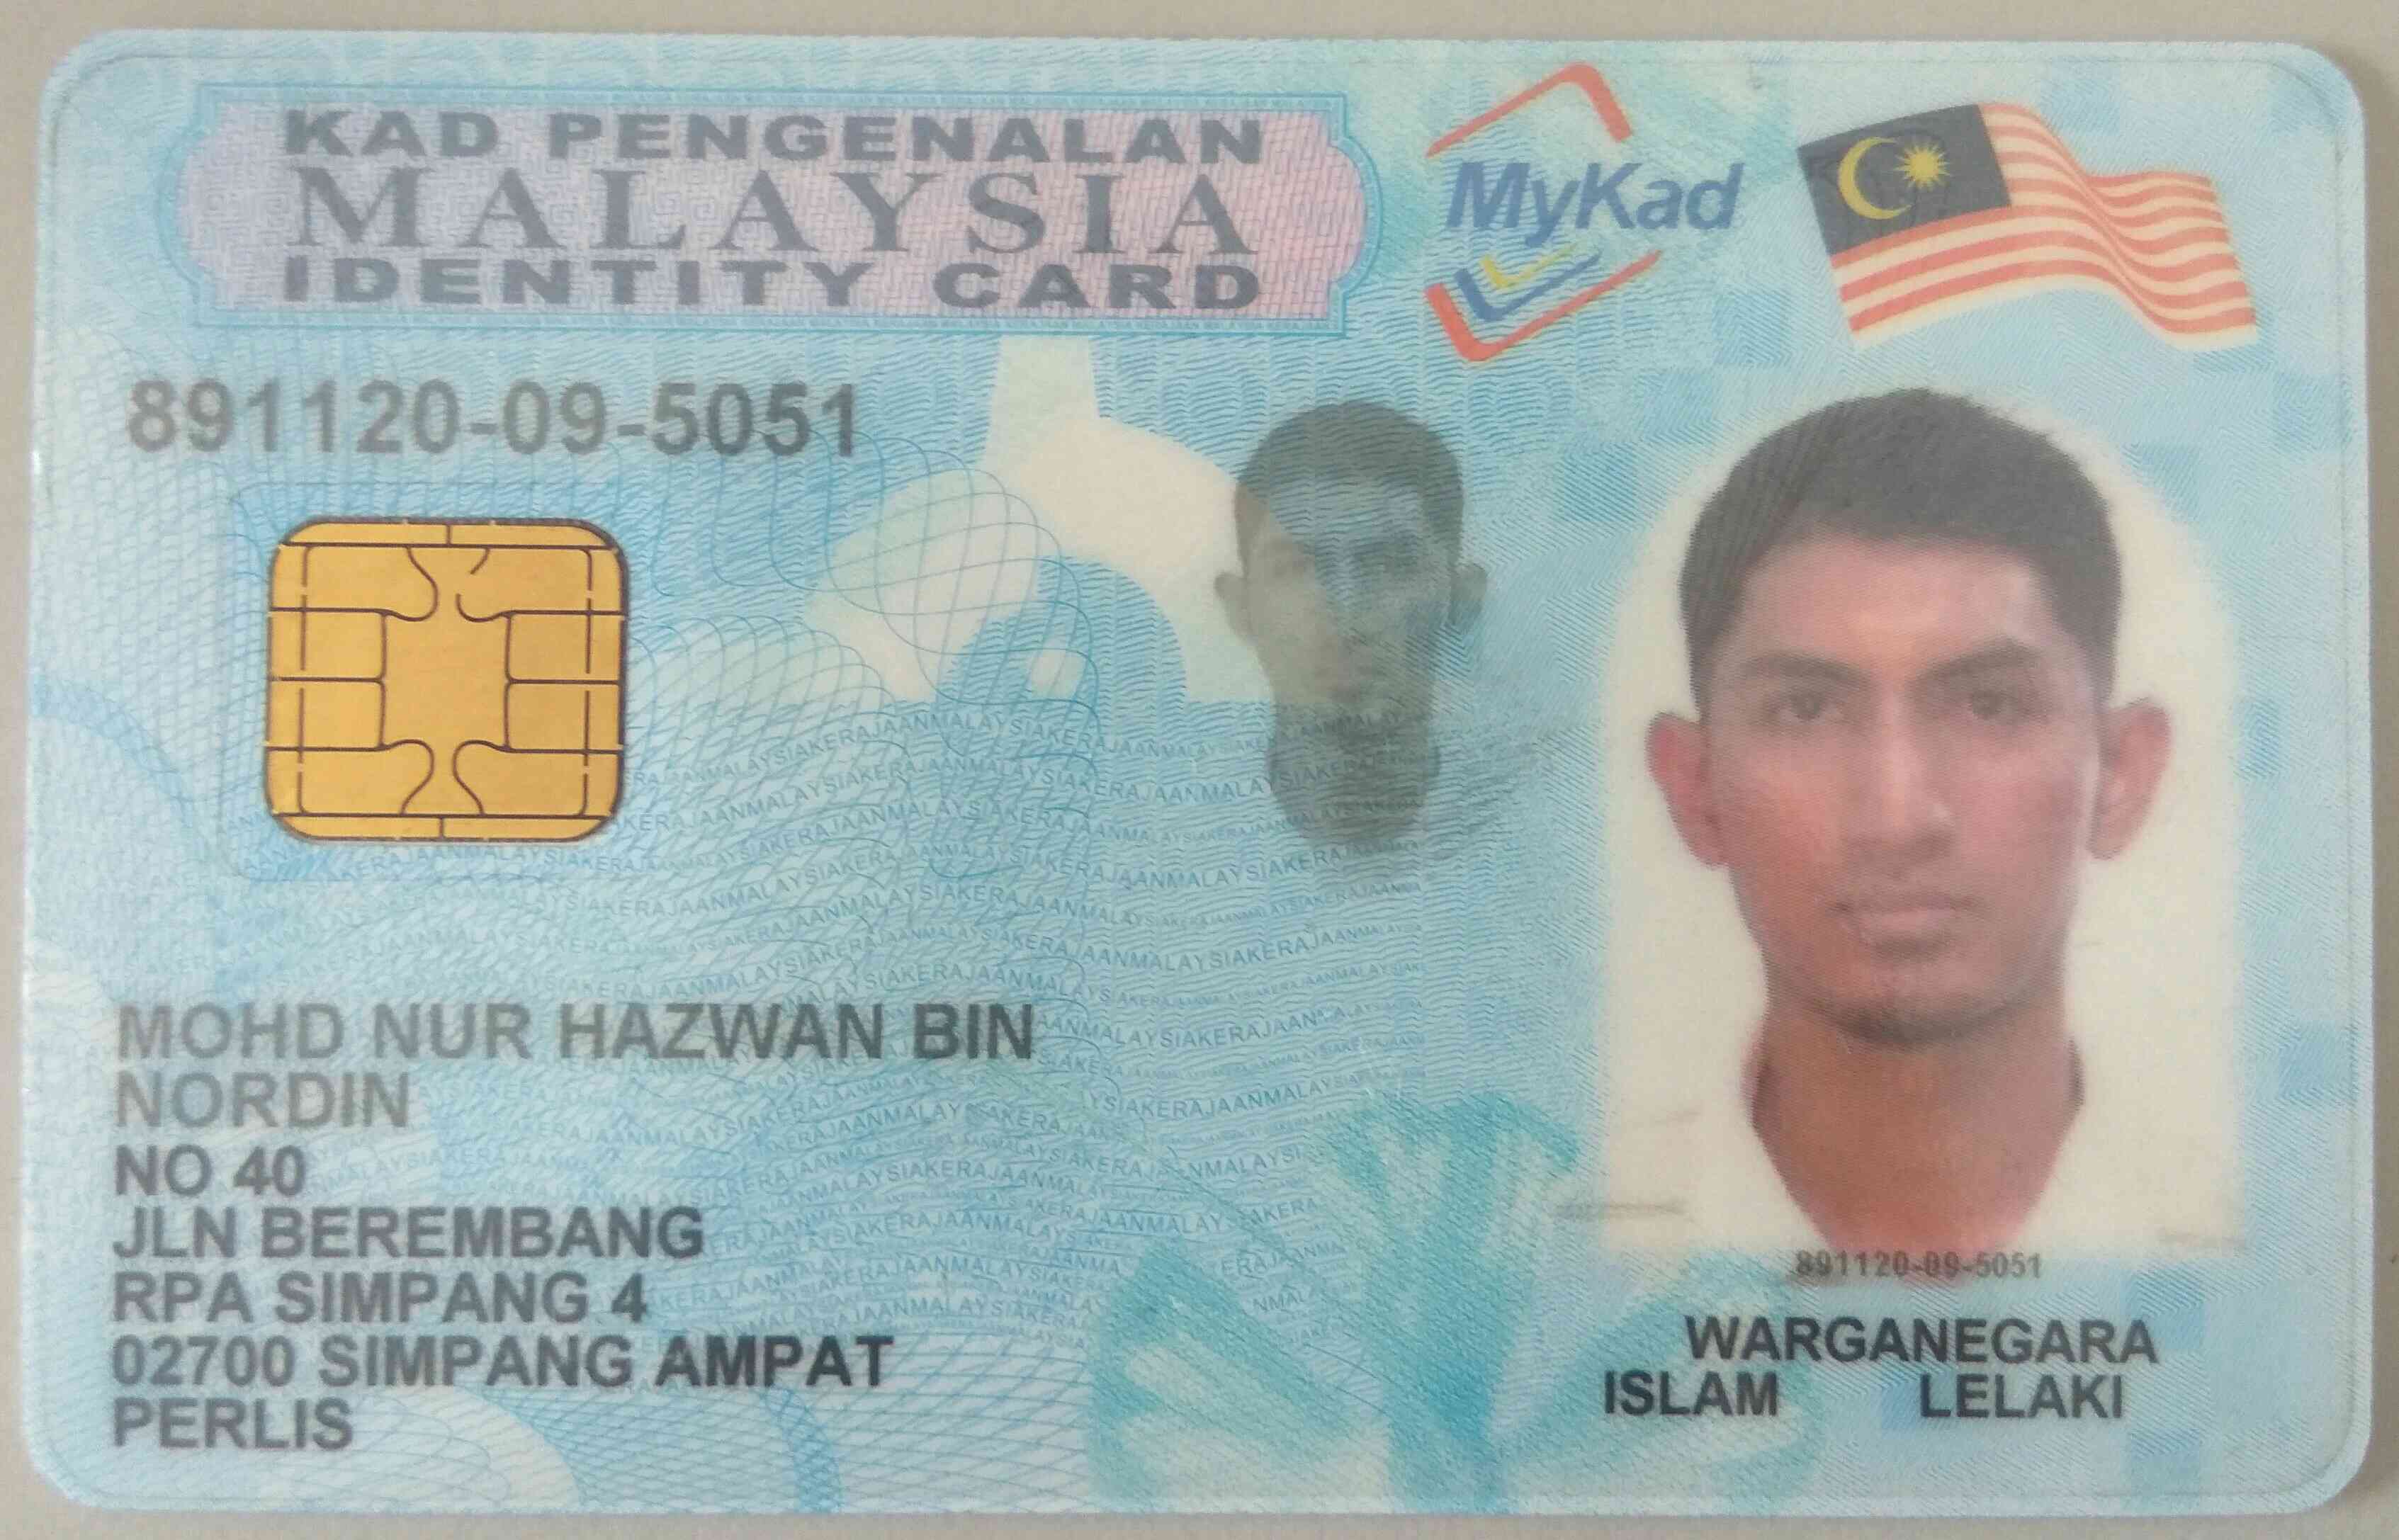 KAD PENGENALAN
MALAYSIA
IDENTITY CARD
MyKad
891120-09-5051
MOHD NUR HAZWAN BIN
NORDIN
NO 40
JLN BEREMBANG
RPA SIMPANG 4
02700 SIMPANG AMPAT
PERLIS
891120-09-5051
WARGANEGARA
ISLAM LELAKI